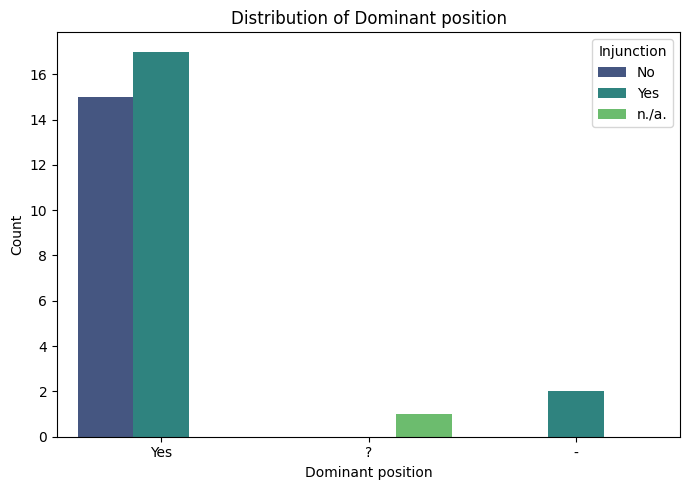 Distribution of Dominant position
Injunction
No
Yes
n./a.
Count
16
14
12
10
8
6
4
2
0
Yes
?
-
Dominant position